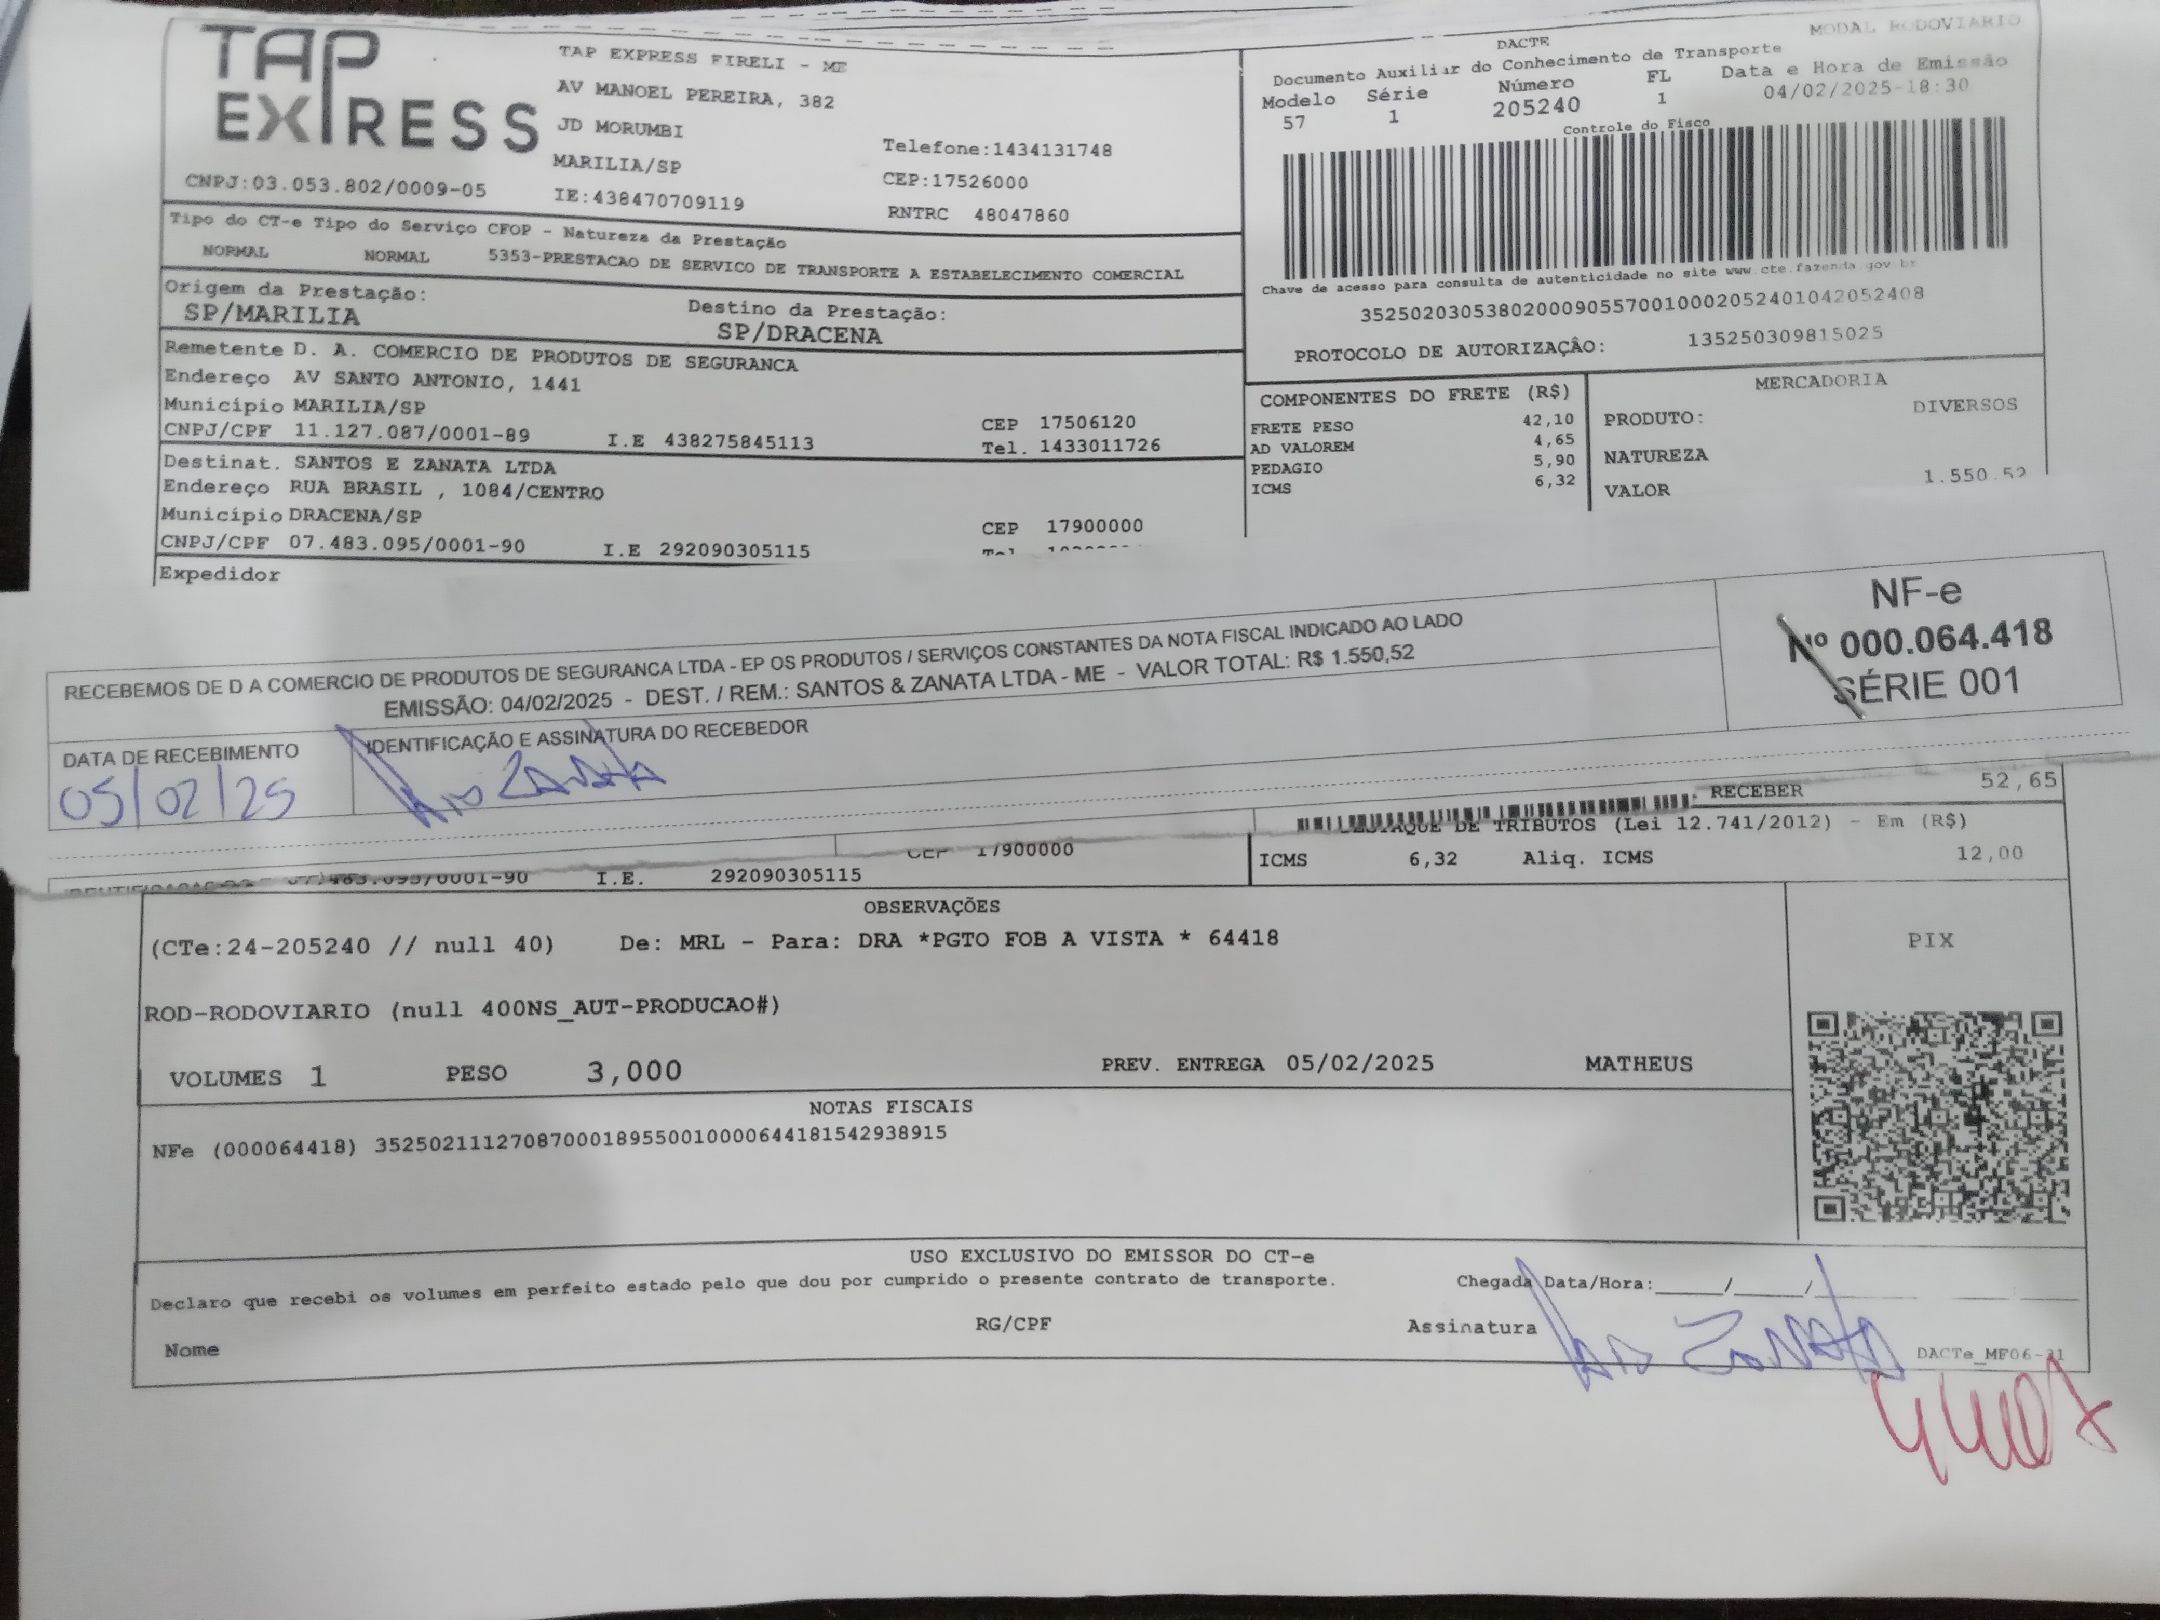 TAP EXPRESS
TAP EXPRESS EIRELI - ME
AV MANOEL PEREIRA, 382
JD MORUMBI
MARILIA/SP
Telefone:1434131748
CEP:17526000
CNPJ:03.053.802/0009-05
IE:438470709119
RNTRC 48047860
MODAL RODOVIARIO
DACTE
Documento Auxiliar do Conhecimento de Transporte
Modelo Série Número FL Data e Hora de Emissão
57 1 205240 1 04/02/2025-18:30
Controle do Fisco
Chave de acesso para consulta de autenticidade no site www.cte.fazenda.gov.br
35250203053802000905570010002052401042052408
PROTOCOLO DE AUTORIZAÇÂO: 135250309815025
Tipo do CT-e Tipo do Serviço CFOP - Natureza da Prestação
NORMAL NORMAL 5353-PRESTACAO DE SERVICO DE TRANSPORTE A ESTABELECIMENTO COMERCIAL
Origem da Prestação: Destino da Prestação:
SP/MARILIA SP/DRACENA
Remetente D. A. COMERCIO DE PRODUTOS DE SEGURANCA
Endereço AV SANTO ANTONIO, 1441
Município MARILIA/SP CEP 17506120
CNPJ/CPF 11.127.087/0001-89 I.E 438275845113 Tel. 1433011726
Destinat. SANTOS E ZANATA LTDA
Endereço RUA BRASIL , 1084/CENTRO
Município DRACENA/SP CEP 17900000
CNPJ/CPF 07.483.095/0001-90 I.E 292090305115
Expedidor
COMPONENTES DO FRETE (R$)
FRETE PESO 42,10
AD VALOREM 4,65
PEDAGIO 5,90
ICMS 6,32
MERCADORIA
PRODUTO: DIVERSOS
NATUREZA
VALOR 1.550,52
RECEBEMOS DE D A COMERCIO DE PRODUTOS DE SEGURANCA LTDA - EP OS PRODUTOS / SERVIÇOS CONSTANTES DA NOTA FISCAL INDICADO AO LADO
EMISSÃO: 04/02/2025 - DEST. / REM.: SANTOS & ZANATA LTDA - ME - VALOR TOTAL: R$ 1.550,52
NF-e
Nº 000.064.418
SÉRIE 001
DATA DE RECEBIMENTO
05/02/25
IDENTIFICAÇÃO E ASSINATURA DO RECEBEDOR
Zanata
RECEBER 52,65
DE TRIBUTOS (Lei 12.741/2012) - Em (R$)
ICMS 6,32 Aliq. ICMS 12,00
CEP 17900000
I.E. 292090305115
OBSERVAÇÕES
(CTe:24-205240 // null 40) De: MRL - Para: DRA *PGTO FOB A VISTA * 64418
ROD-RODOVIARIO (null 400NS_AUT-PRODUCAO#)
VOLUMES 1 PESO 3,000 PREV. ENTREGA 05/02/2025 MATHEUS
PIX
NOTAS FISCAIS
NFe (000064418) 35250211127087000189550010000644181542938915
USO EXCLUSIVO DO EMISSOR DO CT-e
Declaro que recebi os volumes em perfeito estado pelo que dou por cumprido o presente contrato de transporte. Chegada Data/Hora:_____/_____/
Nome RG/CPF Assinatura
Zanata
DACTe_MF06-21